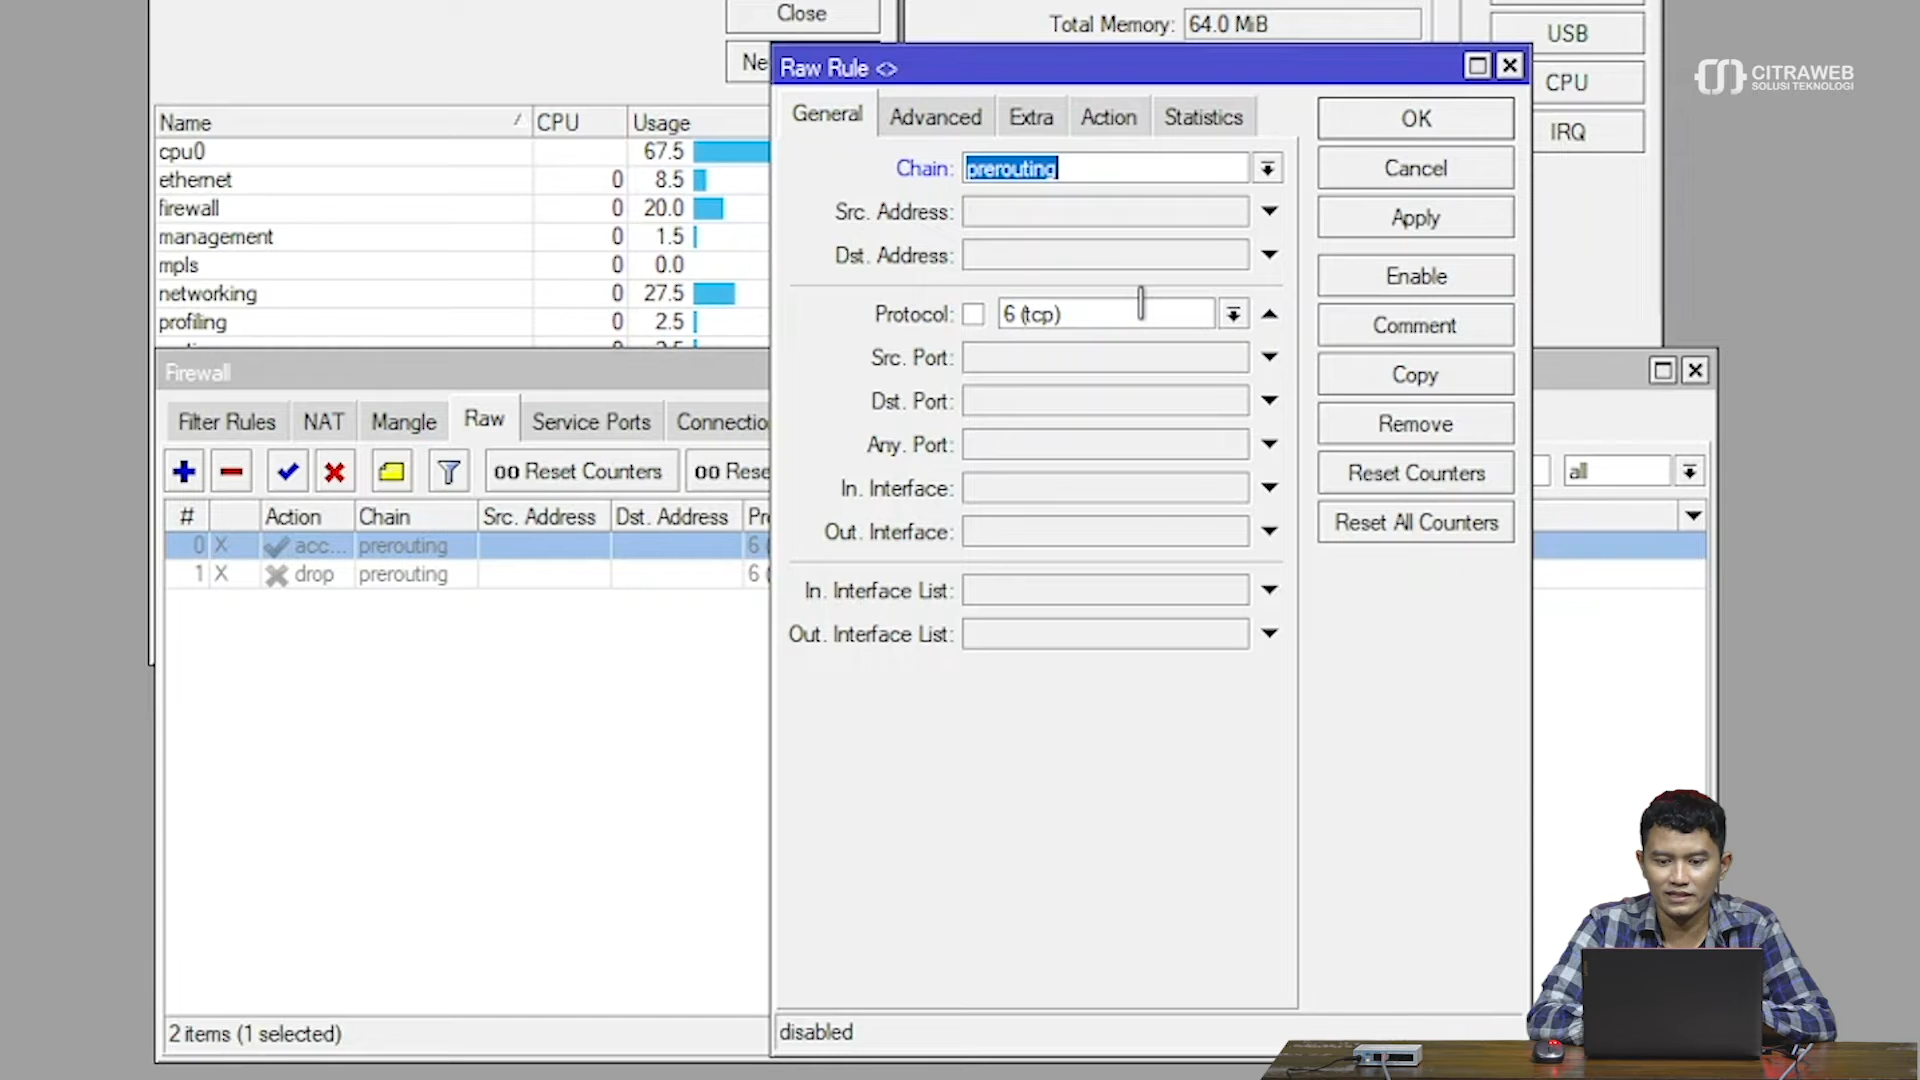 Close
Total Memory: 64.0 MiB
USB
CPU
IRQ
CITRAWEB
SOLUSI TEKNOLOGI
Ne
Name CPU Usage
cpu0 67.5
ethernet 0 8.5
firewall 0 20.0
management 0 1.5
mpls 0 0.0
networking 0 27.5
profiling 0 2.5
Raw Rule <>
General Advanced Extra Action Statistics
Chain: prerouting
Src. Address:
Dst. Address:
Protocol: 6 (tcp)
Src. Port:
Dst. Port:
Any. Port:
In. Interface:
Out. Interface:
In. Interface List:
Out. Interface List:
OK
Cancel
Apply
Enable
Comment
Copy
Remove
Reset Counters
Reset All Counters
disabled
Firewall
Filter Rules NAT Mangle Raw Service Ports Connectio
00 Reset Counters 00 Rese
all
# Action Chain Src. Address Dst. Address Pr
0 X acc... prerouting 6 (
1 X drop prerouting 6 (
2 items (1 selected)